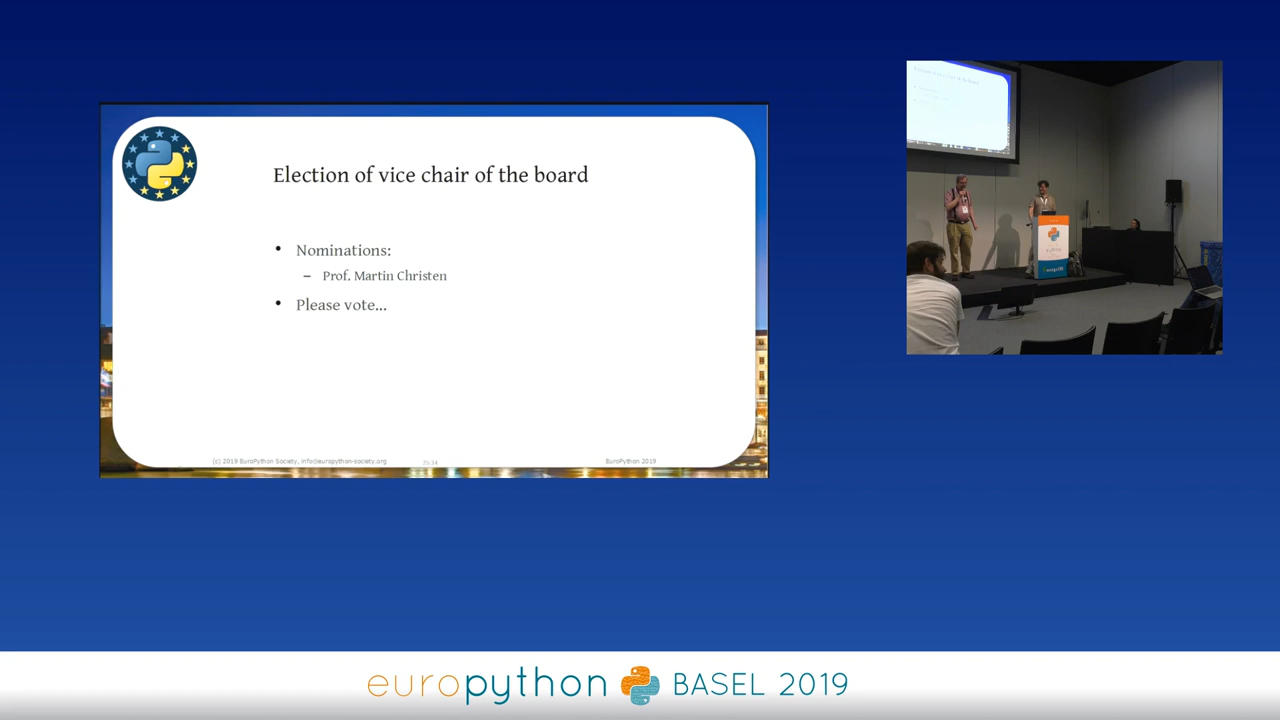 Election of vice chair of the board
• Nominations:
– Prof. Martin Christen
• Please vote...
(c) 2019 EuroPython Society, info@europython-society.org
EuroPython 2019
europython BASEL 2019